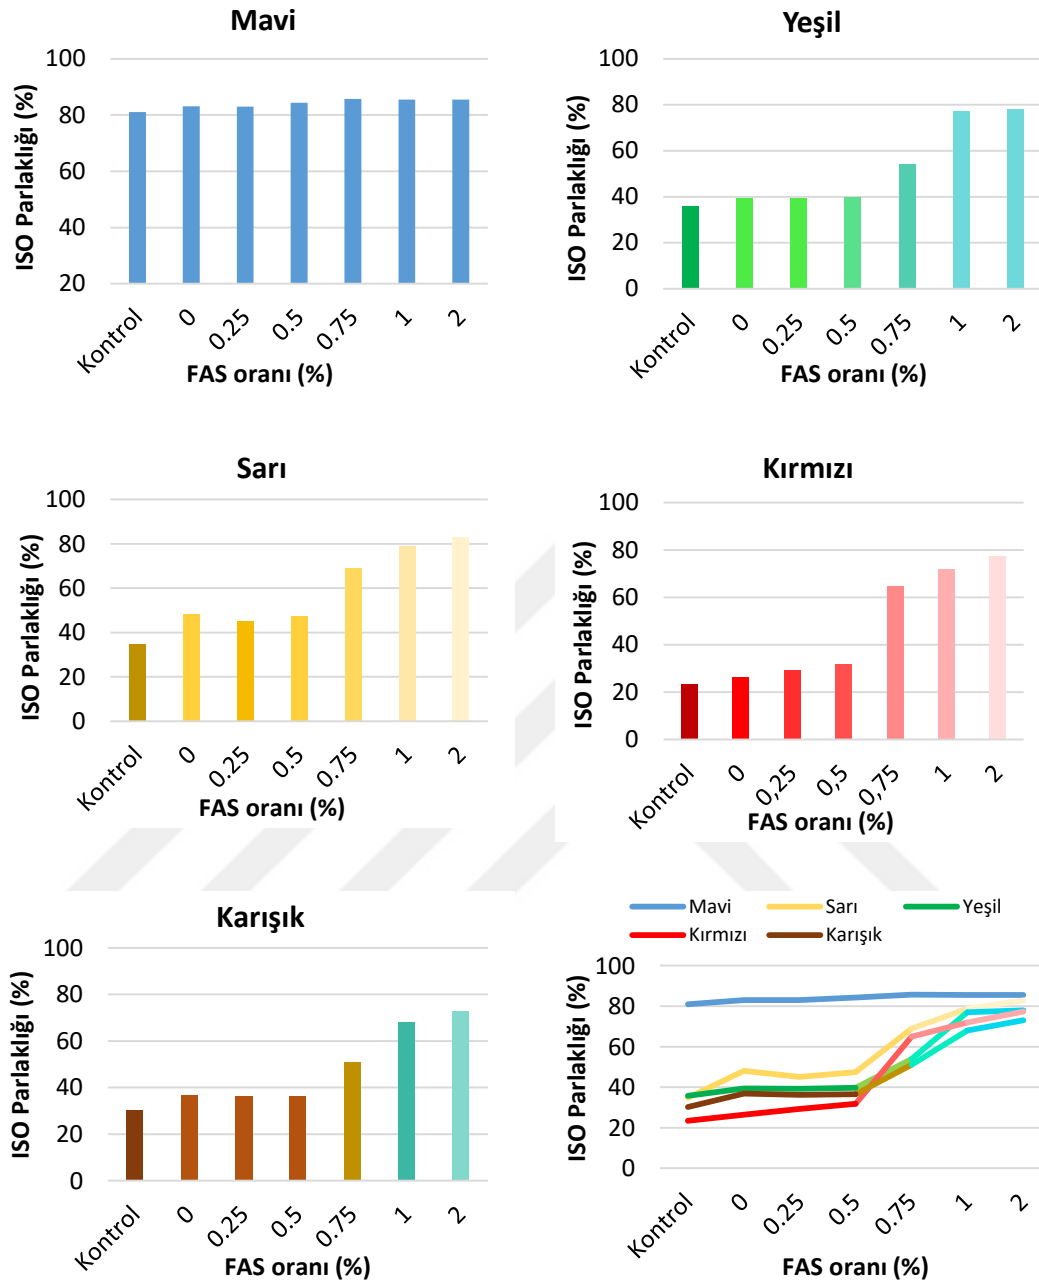 Mavi
ISO Parlaklığı (%)
100
80
60
40
20
Kontrol
0
0.25
0.5
0.75
1
2
FAS oranı (%)
Yeşil
ISO Parlaklığı (%)
100
80
60
40
20
0
Kontrol
0
0.25
0.5
0.75
1
2
FAS oranı (%)
Sarı
ISO Parlaklığı (%)
100
80
60
40
20
0
Kontrol
0
0.25
0.5
0.75
1
2
FAS oranı (%)
Kırmızı
ISO Parlaklığı (%)
100
80
60
40
20
0
Kontrol
0
0,25
0,5
0,75
1
2
FAS oranı (%)
Karışık
ISO Parlaklığı (%)
100
80
60
40
20
0
Kontrol
0
0.25
0.5
0.75
1
2
FAS oranı (%)
Mavi Sarı Yeşil
Kırmızı Karışık
ISO Parlaklığı (%)
100
80
60
40
20
0
Kontrol
0
0.25
0.5
0.75
1
2
FAS oranı (%)